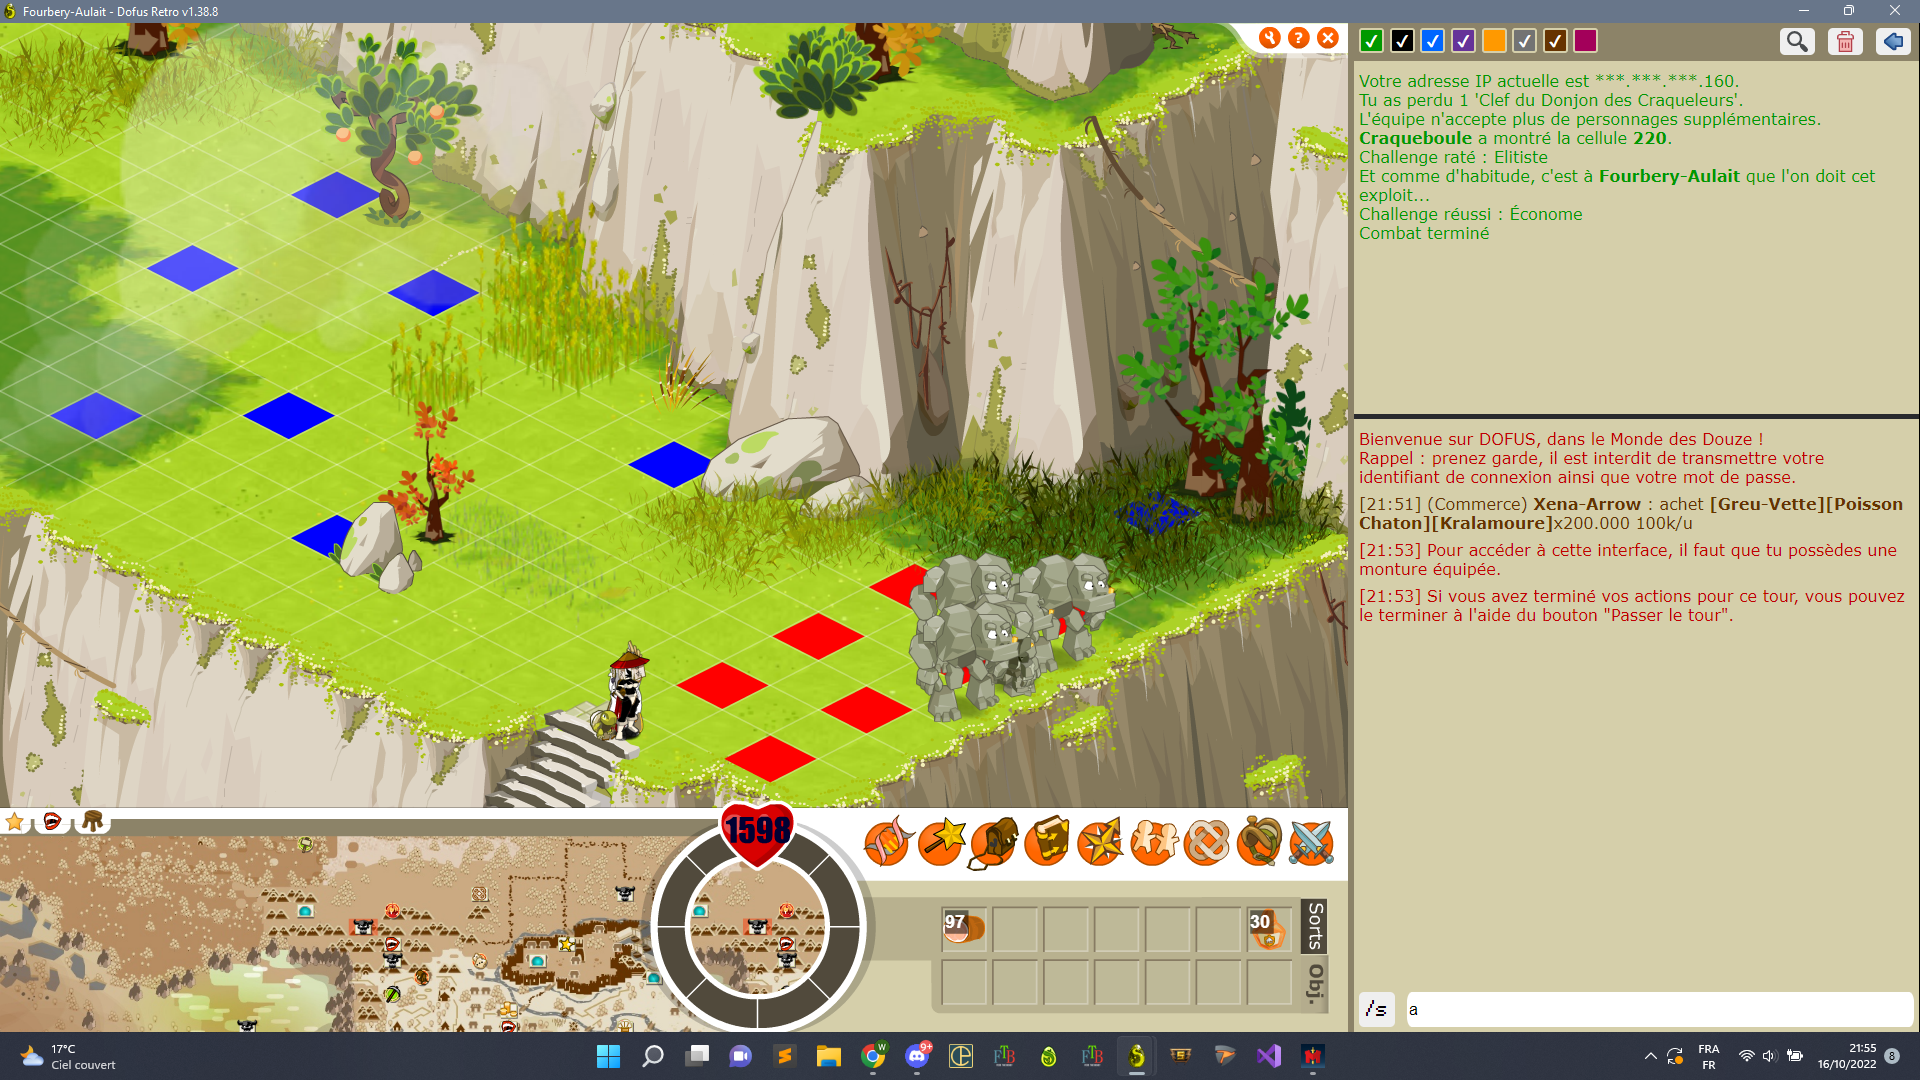 Fourbery-Aulait - Dofus Retro v1.38.8
Votre adresse IP actuelle est ***.***.***.160.
Tu as perdu 1 'Clef du Donjon des Craqueleurs'.
L'équipe n'accepte plus de personnages supplémentaires.
Craqueboule a montré la cellule 220.
Challenge raté : Elitiste
Et comme d'habitude, c'est à Fourbery-Aulait que l'on doit cet
exploit...
Challenge réussi : Économe
Combat terminé
Bienvenue sur DOFUS, dans le Monde des Douze !
Rappel : prenez garde, il est interdit de transmettre votre
identifiant de connexion ainsi que votre mot de passe.
[21:51] (Commerce) Xena-Arrow : achet [Greu-Vette][Poisson
Chaton][Kralamoure]x200.000 100k/u
[21:53] Pour accéder à cette interface, il faut que tu possèdes une
monture équipée.
[21:53] Si vous avez terminé vos actions pour ce tour, vous pouvez
le terminer à l'aide du bouton "Passer le tour".
1598
97
30
Sorts
Obj.
/s
a
17°C
Ciel couvert
W
9+
FTB
FTB
FRA
FR
21:55
16/10/2022
8